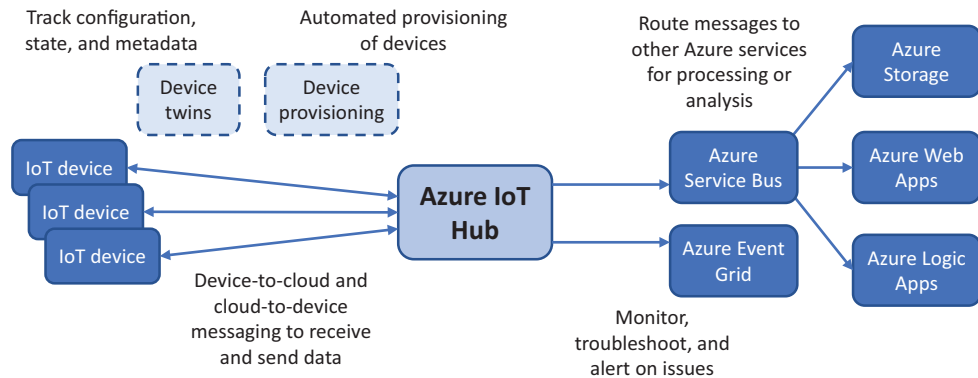 Track configuration,
state, and metadata
Automated provisioning
of devices
Route messages to
other Azure services
for processing or
analysis
Azure
Storage
Device
twins
Device
provisioning
IoT device
IoT device
IoT device
Azure IoT
Hub
Azure
Service Bus
Azure Web
Apps
Azure Event
Grid
Azure Logic
Apps
Device-to-cloud and
cloud-to-device
messaging to receive
and send data
Monitor,
troubleshoot, and
alert on issues